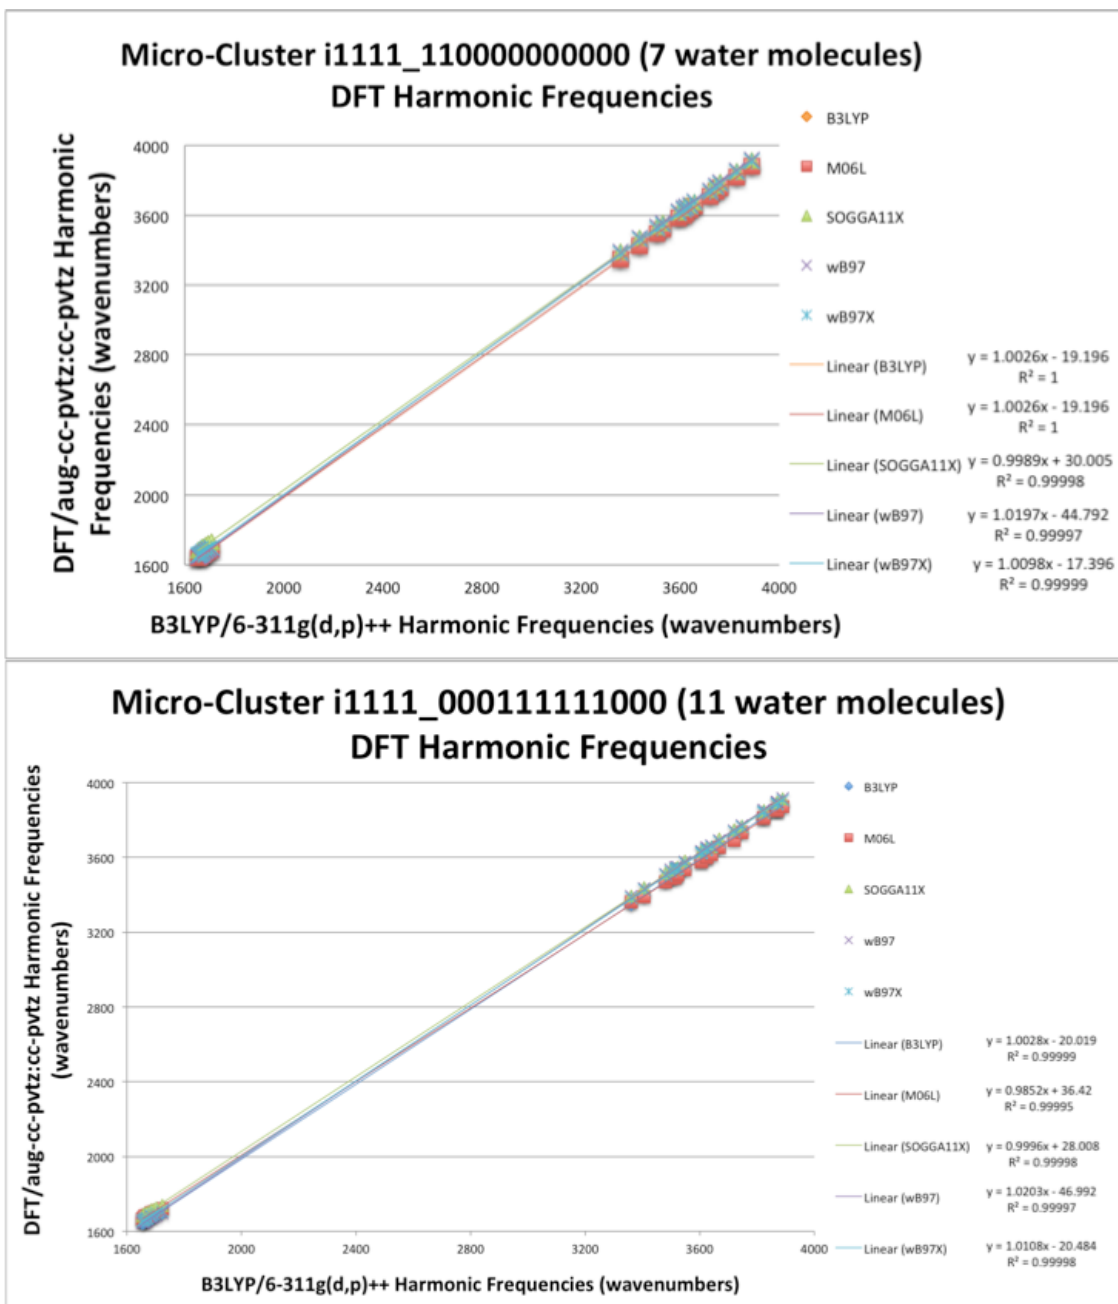 Micro-Cluster i1111_110000000000 (7 water molecules)
DFT Harmonic Frequencies
DFT/aug-cc-pvtz:cc-pvtz Harmonic
Frequencies (wavenumbers)
4000
3600
3200
2800
2400
2000
1600
1600
2000
2400
2800
3200
3600
4000
B3LYP/6-311g(d,p)++ Harmonic Frequencies (wavenumbers)
B3LYP
M06L
SOGGA11X
wB97
wB97X
Linear (B3LYP)
y = 1.0026x - 19.196
R² = 1
Linear (M06L)
y = 1.0026x - 19.196
R² = 1
Linear (SOGGA11X)
y = 0.9989x + 30.005
R² = 0.99998
Linear (wB97)
y = 1.0197x - 44.792
R² = 0.99997
Linear (wB97X)
y = 1.0098x - 17.396
R² = 0.99999
Micro-Cluster i1111_000111111000 (11 water molecules)
DFT Harmonic Frequencies
DFT/aug-cc-pvtz:cc-pvtz Harmonic Frequencies
(wavenumbers)
4000
3600
3200
2800
2400
2000
1600
1600
2000
2400
2800
3200
3600
4000
B3LYP/6-311g(d,p)++ Harmonic Frequencies (wavenumbers)
B3LYP
M06L
SOGGA11X
wB97
wB97X
Linear (B3LYP)
y = 1.0028x - 20.019
R² = 0.99999
Linear (M06L)
y = 0.9852x + 36.42
R² = 0.99995
Linear (SOGGA11X)
y = 0.9996x + 28.008
R² = 0.99998
Linear (wB97)
y = 1.0203x - 46.992
R² = 0.99997
Linear (wB97X)
y = 1.0108x - 20.484
R² = 0.99998